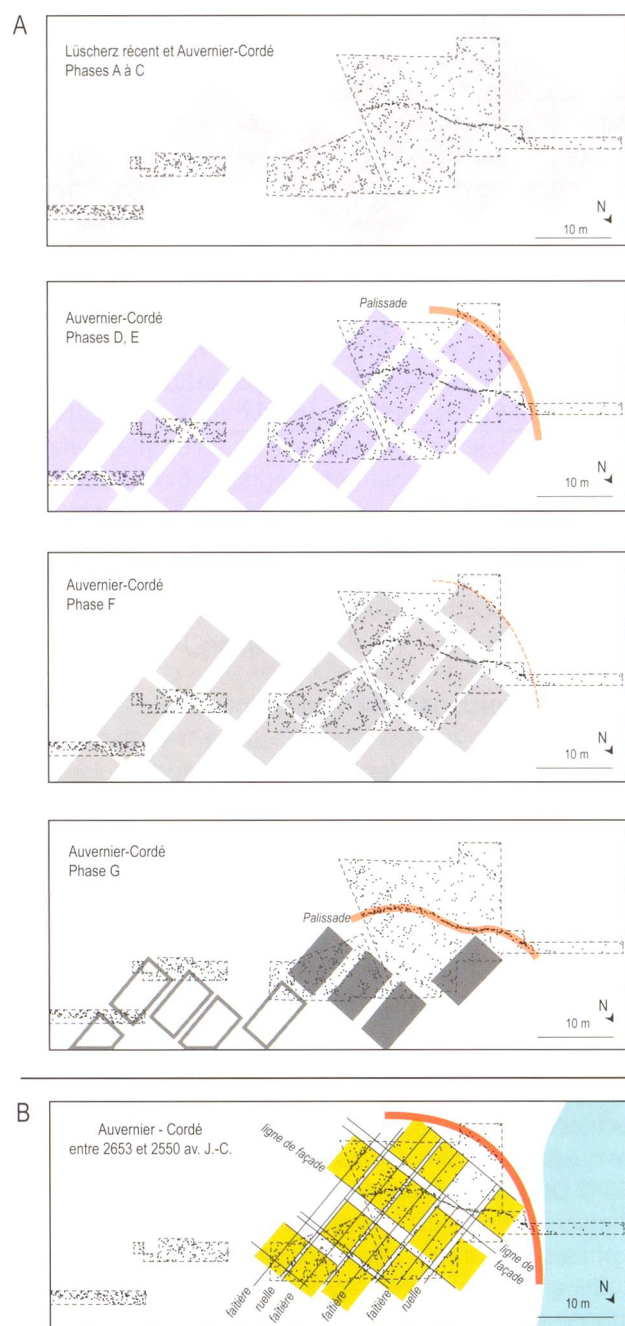 A
Lüscherz récent et Auvernier-Cordé
Phases A à C
N
10 m
Auvernier-Cordé
Phases D, E
Palissade
N
10 m
Auvernier-Cordé
Phase F
N
10 m
Auvernier-Cordé
Phase G
Palissade
N
10 m
B
Auvernier - Cordé
entre 2653 et 2550 av. J.-C.
ligne de façade
ligne de
façade
faîtière
ruelle
faîtière
faîtière
faîtière
ruelle
10 m
N